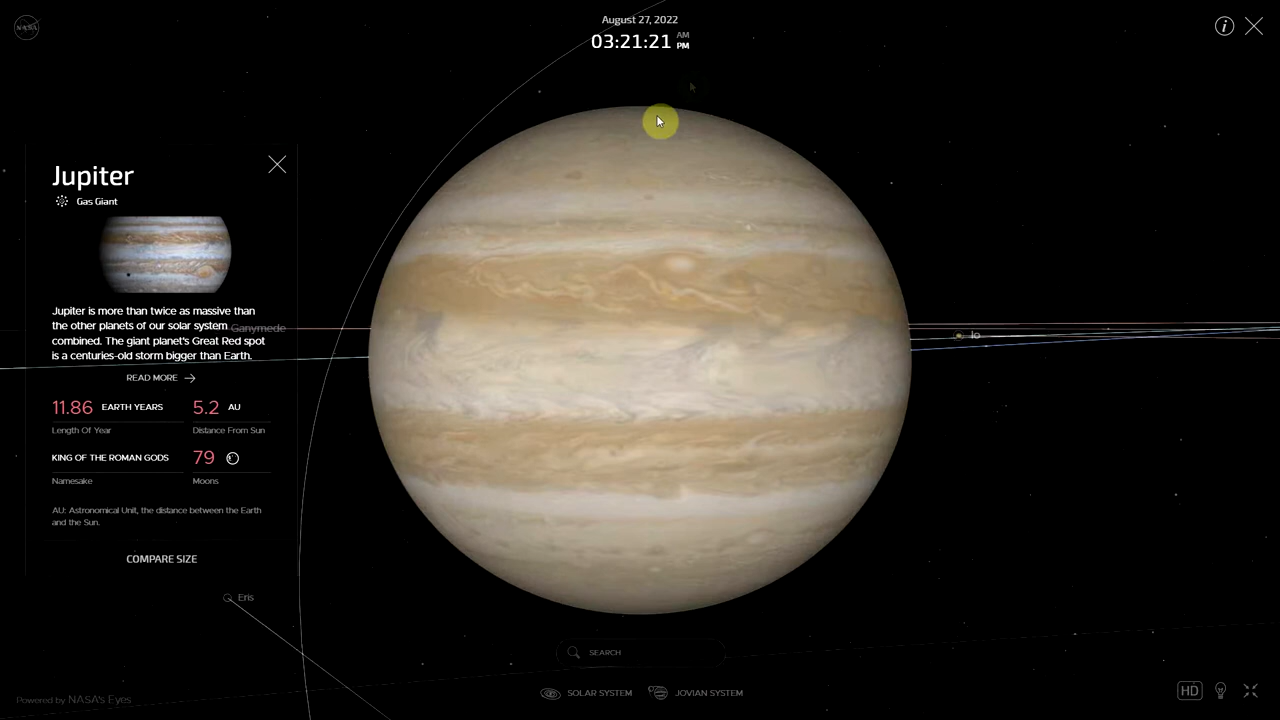 NASA
August 27, 2022
03:21:21 AM PM
Jupiter
Gas Giant
Jupiter is more than twice as massive than
the other planets of our solar system
combined. The giant planet's Great Red spot
is a centuries-old storm bigger than Earth.
Ganymede
Io
READ MORE
11.86 EARTH YEARS
Length Of Year
5.2 AU
Distance From Sun
KING OF THE ROMAN GODS
Namesake
79
Moons
AU: Astronomical Unit, the distance between the Earth
and the Sun.
COMPARE SIZE
Eris
SEARCH
SOLAR SYSTEM
JOVIAN SYSTEM
Powered by NASA's Eyes
HD